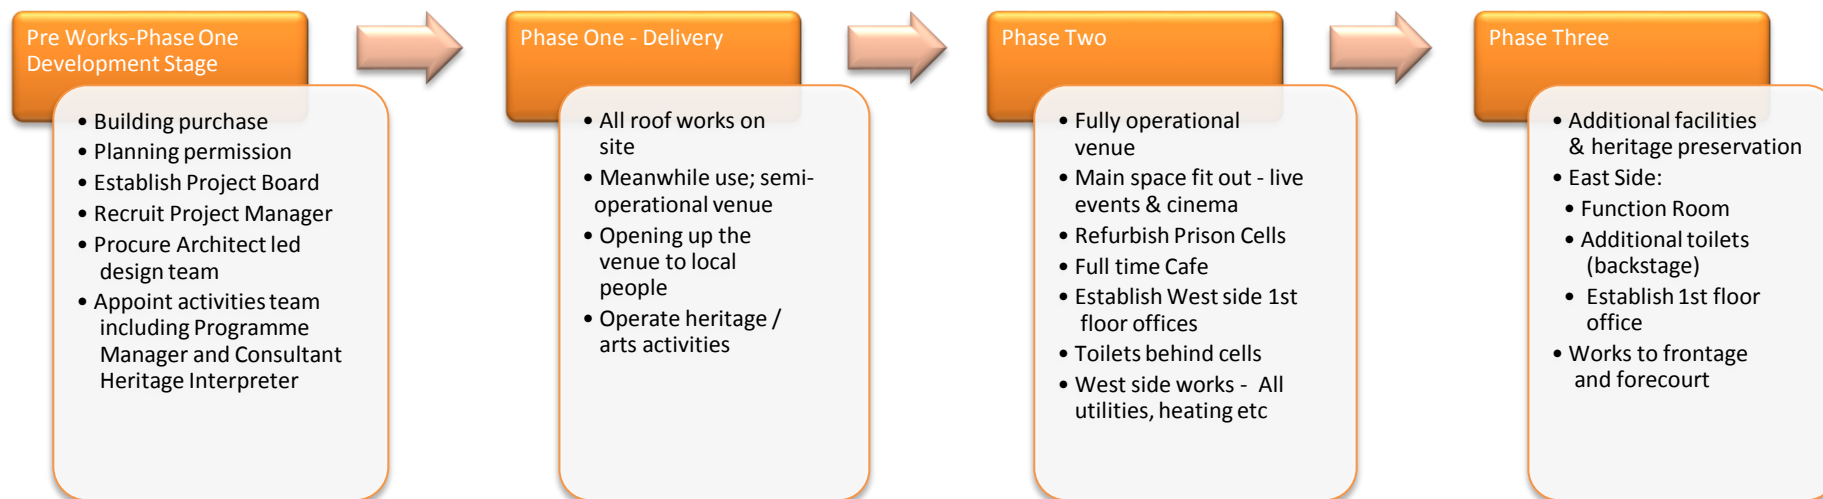 Pre Works-Phase One
Development Stage
• Building purchase
• Planning permission
• Establish Project Board
• Recruit Project Manager
• Procure Architect led
design team
• Appoint activities team
including Programme
Manager and Consultant
Heritage Interpreter
Phase One - Delivery
• All roof works on
site
• Meanwhile use; semi-
operational venue
• Opening up the
venue to local
people
• Operate heritage /
arts activities
Phase Two
• Fully operational
venue
• Main space fit out - live
events & cinema
• Refurbish Prison Cells
• Full time Cafe
• Establish West side 1st
floor offices
• Toilets behind cells
• West side works - All
utilities, heating etc
Phase Three
• Additional facilities
& heritage preservation
• East Side:
• Function Room
• Additional toilets
(backstage)
• Establish 1st floor
office
• Works to frontage
and forecourt